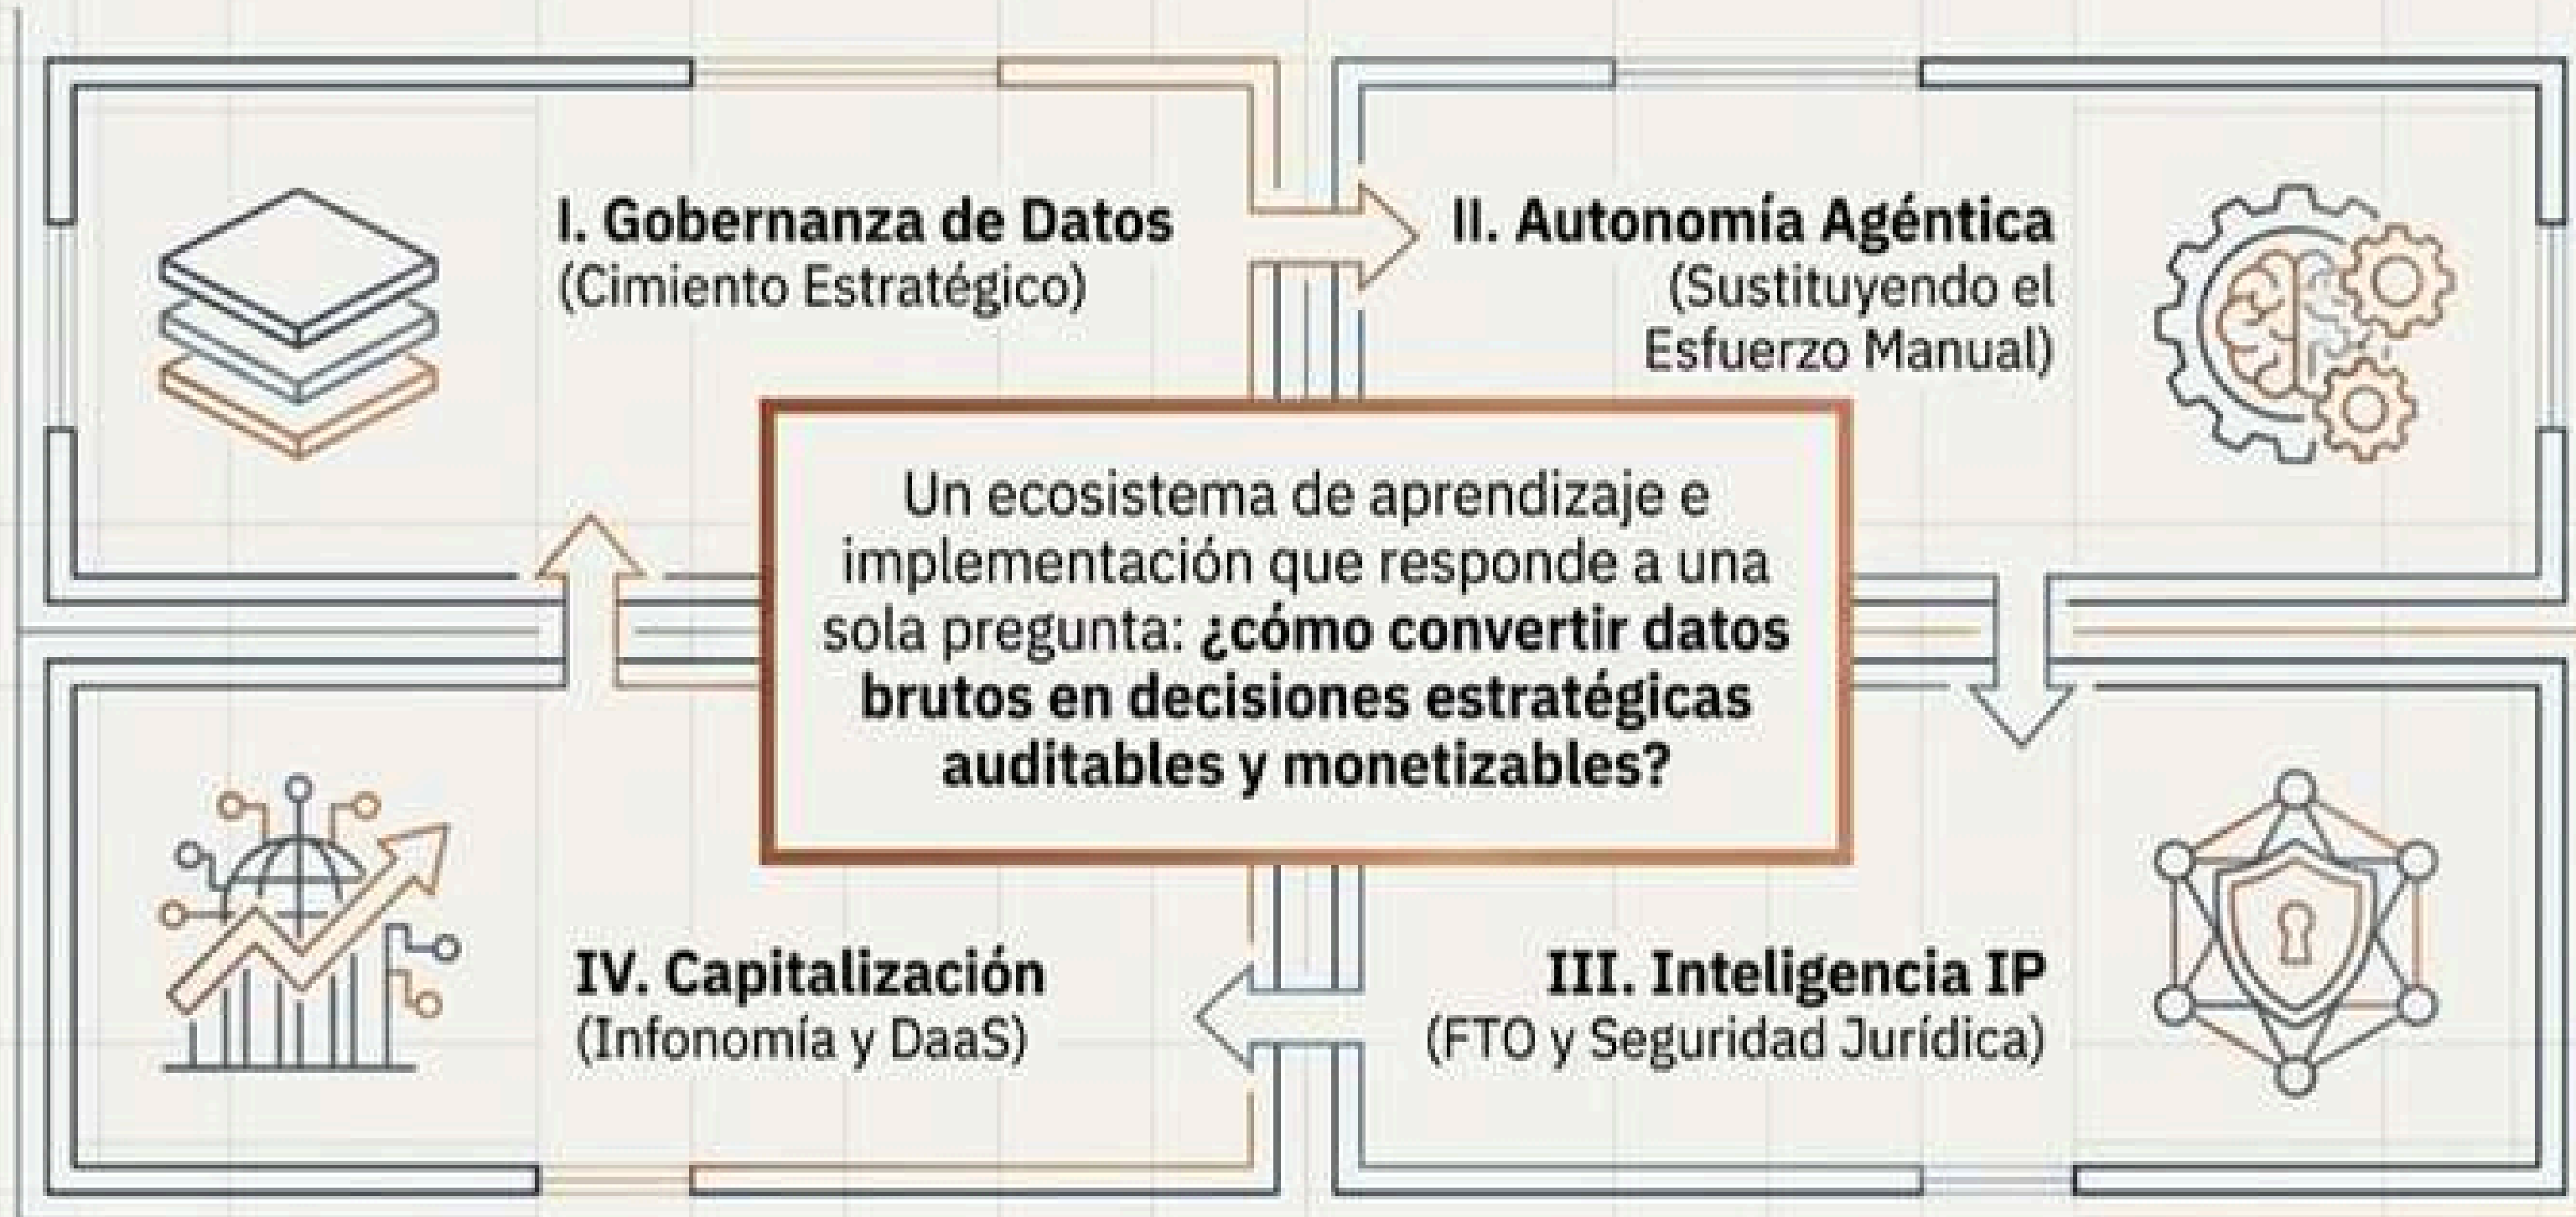 I. Gobernanza de Datos
(Cimiento Estratégico)
II. Autonomía Agéntica
(Sustituyendo el
Esfuerzo Manual)
Un ecosistema de aprendizaje e
implementación que responde a una
sola pregunta: ¿cómo convertir datos
brutos en decisiones estratégicas
auditables y monetizables?
IV. Capitalización
(Infonomía y DaaS)
III. Inteligencia IP
(FTO y Seguridad Jurídica)